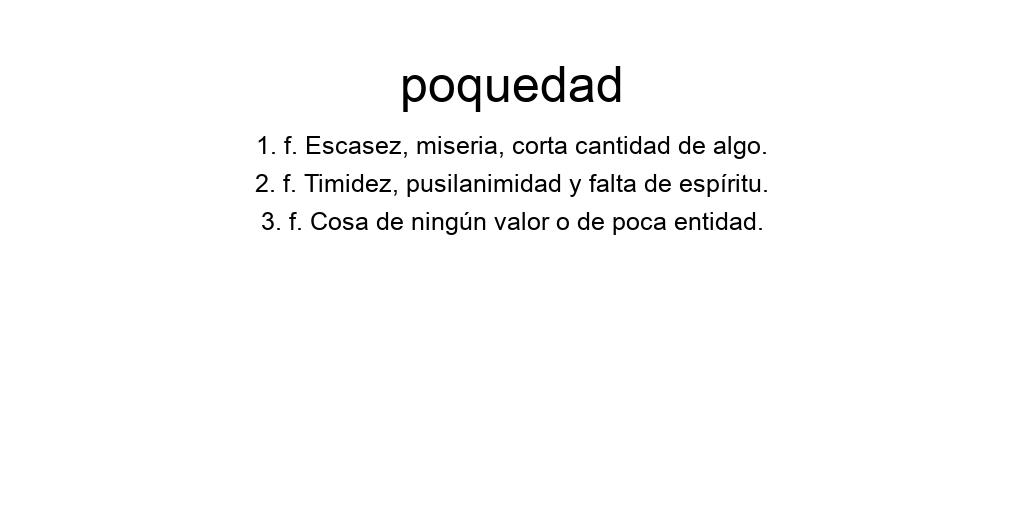 poquedad
1. f. Escasez, miseria, corta cantidad de algo.
2. f. Timidez, pusilanimidad y falta de espíritu.
3. f. Cosa de ningún valor o de poca entidad.